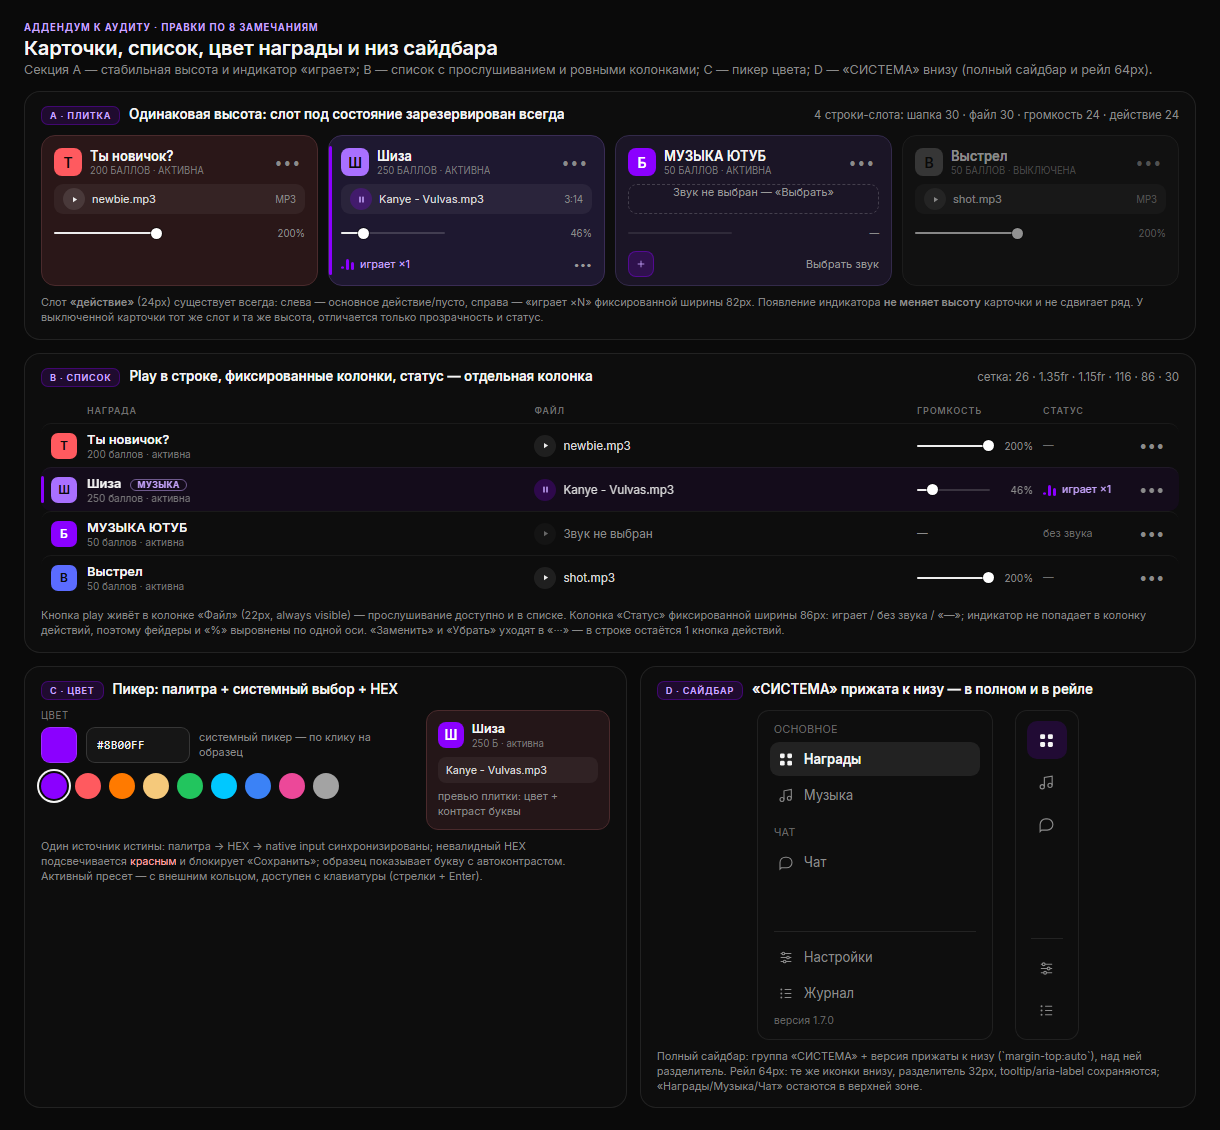 АДДЕНДУМ К АУДИТУ · ПРАВКИ ПО 8 ЗАМЕЧАНИЯМ
Карточки, список, цвет награды и низ сайдбара
Секция A — стабильная высота и индикатор «играет»; B — список с прослушиванием и ровными колонками; C — пикер цвета; D — «СИСТЕМА» внизу (полный сайдбар и рейл 64px).
A · ПЛИТКА
Одинаковая высота: слот под состояние зарезервирован всегда
4 строки-слота: шапка 30 · файл 30 · громкость 24 · действие 24
Т
Ты новичок?
200 БАЛЛОВ · АКТИВНА
newbie.mp3
MP3
200%
Ш
Шиза
250 БАЛЛОВ · АКТИВНА
Kanye - Vulvas.mp3
3:14
46%
играет ×1
Б
МУЗЫКА ЮТУБ
50 БАЛЛОВ · АКТИВНА
Звук не выбран — «Выбрать»
—
+
Выбрать звук
В
Выстрел
50 БАЛЛОВ · ВЫКЛЮЧЕНА
shot.mp3
MP3
200%
Слот «действие» (24px) существует всегда: слева — основное действие/пусто, справа — «играет ×N» фиксированной ширины 82px. Появление индикатора не меняет высоту карточки и не сдвигает ряд. У
выключенной карточки тот же слот и та же высота, отличается только прозрачность и статус.
B · СПИСОК
Play в строке, фиксированные колонки, статус — отдельная колонка
сетка: 26 · 1.35fr · 1.15fr · 116 · 86 · 30
НАГРАДА
ФАЙЛ
ГРОМКОСТЬ
СТАТУС
Т
Ты новичок?
200 баллов · активна
newbie.mp3
200%
—
Ш
Шиза
МУЗЫКА
250 баллов · активна
Kanye - Vulvas.mp3
46%
играет ×1
Б
МУЗЫКА ЮТУБ
50 баллов · активна
Звук не выбран
—
без звука
В
Выстрел
50 баллов · активна
shot.mp3
200%
—
Кнопка play живёт в колонке «Файл» (22px, always visible) — прослушивание доступно и в списке. Колонка «Статус» фиксированной ширины 86px: играет / без звука / «—»; индикатор не попадает в колонку
действий, поэтому фейдеры и «%» выровнены по одной оси. «Заменить» и «Убрать» уходят в «···» — в строке остаётся 1 кнопка действий.
C · ЦВЕТ
Пикер: палитра + системный выбор + HEX
ЦВЕТ
#8B00FF
системный пикер — по клику на
образец
Ш
Шиза
250 Б · активна
Kanye - Vulvas.mp3
превью плитки: цвет +
контраст буквы
Один источник истины: палитра → HEX → native input синхронизированы; невалидный HEX
подсвечивается красным и блокирует «Сохранить»; образец показывает букву с автоконтрастом.
Активный пресет — с внешним кольцом, доступен с клавиатуры (стрелки + Enter).
D · САЙДБАР
«СИСТЕМА» прижата к низу — в полном и в рейле
ОСНОВНОЕ
Награды
Музыка
ЧАТ
Чат
Настройки
Журнал
версия 1.7.0
Полный сайдбар: группа «СИСТЕМА» + версия прижаты к низу (`margin-top:auto`), над ней
разделитель. Рейл 64px: те же иконки внизу, разделитель 32px, tooltip/aria-label сохраняются;
«Награды/Музыка/Чат» остаются в верхней зоне.